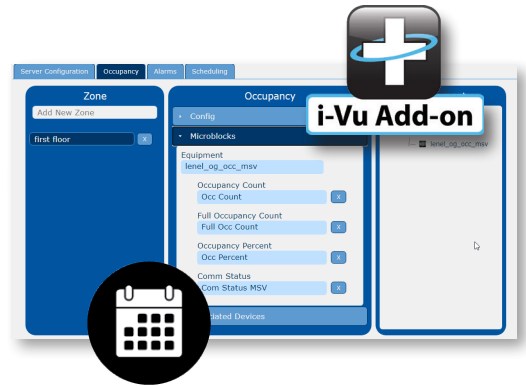 Server Configuration
Occupancy
Alarms
Scheduling
Zone
Add New Zone
first floor
x
Occupancy
Config
Microblocks
Equipment
lenel_og_occ_msv
Occupancy Count
Occ Count
x
Full Occupancy Count
Full Occ Count
x
Occupancy Percent
Occ Percent
x
Comm Status
Com Status MSV
x
ciated Devices
i-Vu Add-on
lenel_og_occ_msv